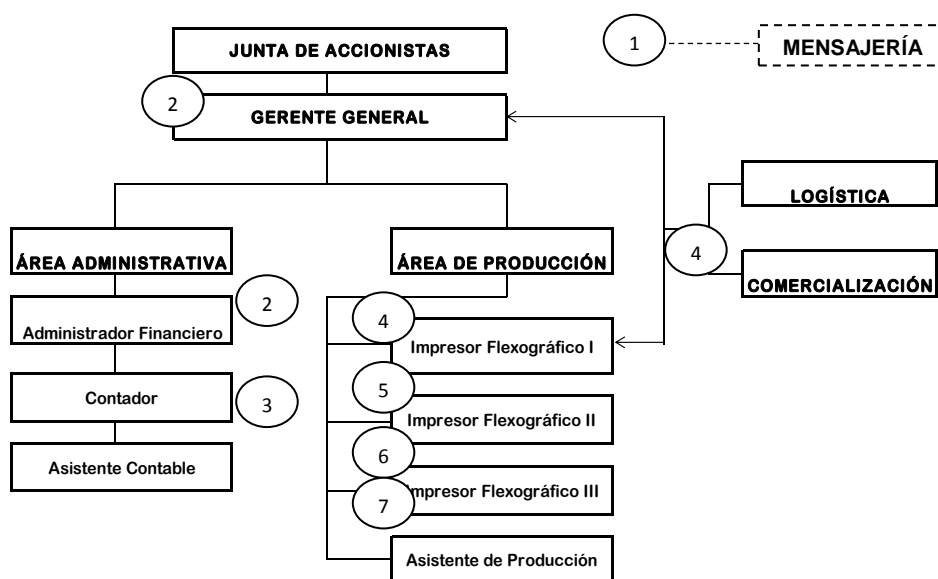 JUNTA DE ACCIONISTAS
1
MENSAJERÍA
2
GERENTE GENERAL
LOGÍSTICA
4
COMERCIALIZACIÓN
ÁREA ADMINISTRATIVA
ÁREA DE PRODUCCIÓN
2
Administrador Financiero
4
Impresor Flexográfico I
Contador
3
5
Impresor Flexográfico II
Asistente Contable
6
7
Impresor Flexográfico III
Asistente de Producción